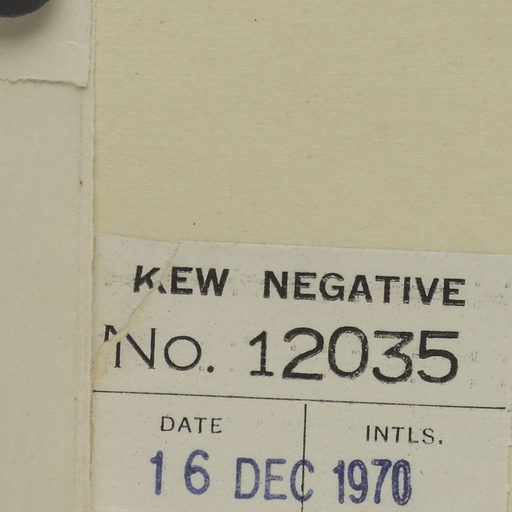 KEW NEGATIVE
No. 12035
DATE INTLS.
16 DEC 1970